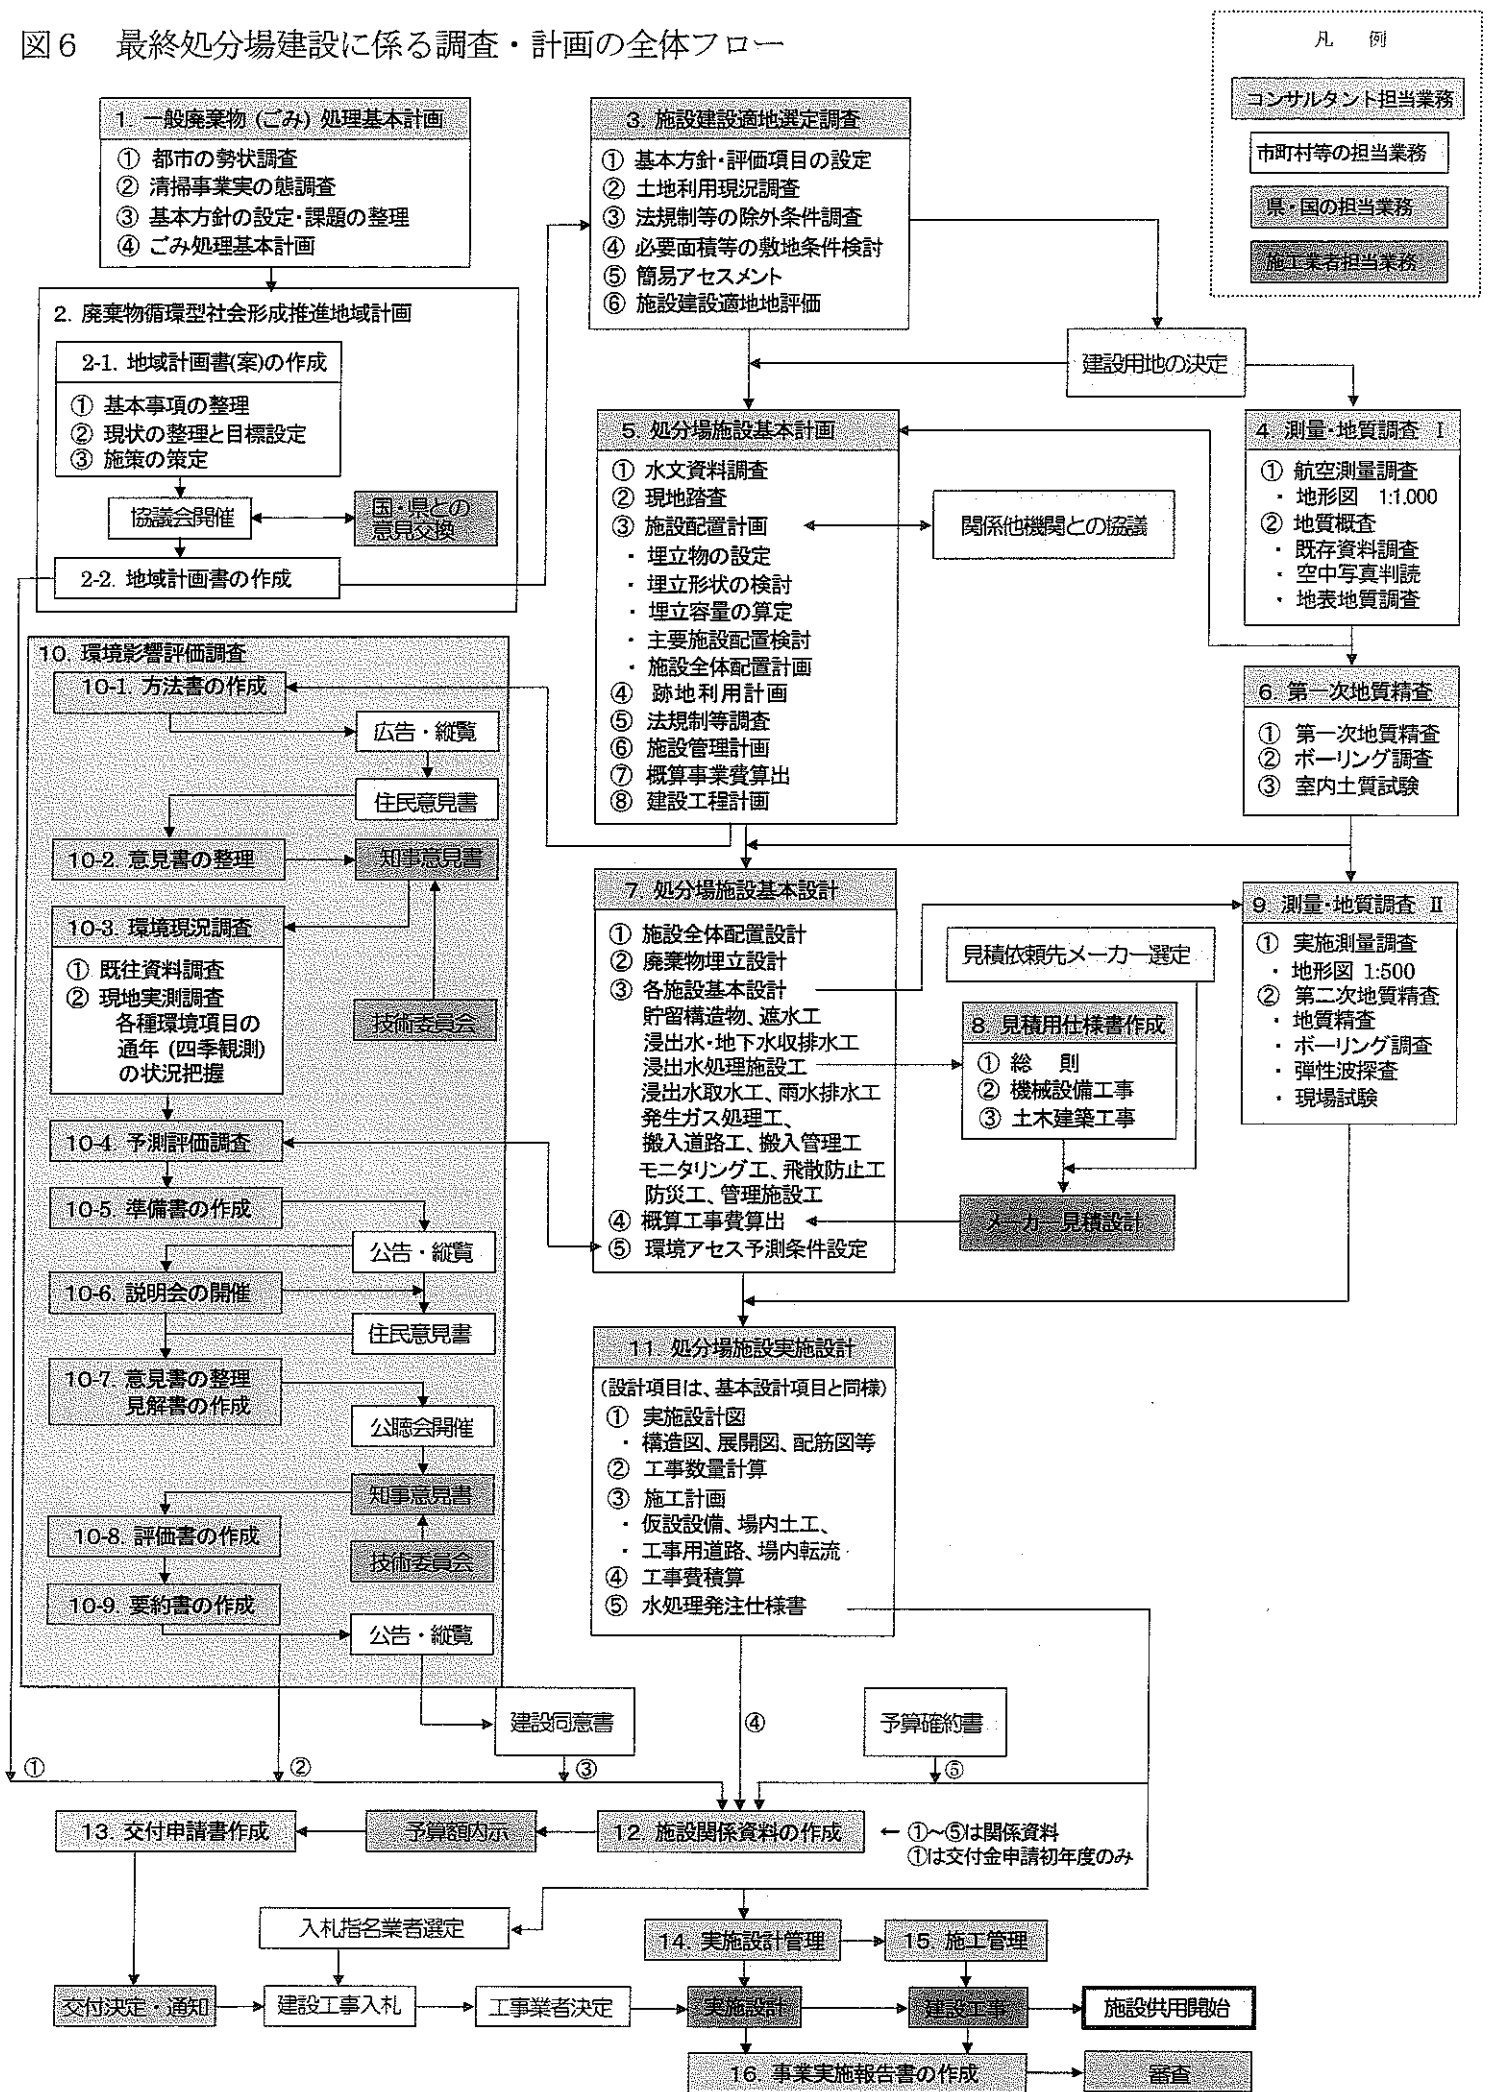 図6 最終処分場建設に係る調査・計画の全体フロー
凡 例
コンサルタント担当業務
市町村等の担当業務
県・国の担当業務
施工業者担当業務
1. 一般廃棄物 (ごみ) 処理基本計画
① 都市の勢状調査
② 清掃事業実の態調査
③ 基本方針の設定・課題の整理
④ ごみ処理基本計画
2. 廃棄物循環型社会形成推進地域計画
2-1. 地域計画書(案)の作成
① 基本事項の整理
② 現状の整理と目標設定
③ 施策の策定
協議会開催
国・県との
意見交換
2-2. 地域計画書の作成
3. 施設建設適地選定調査
① 基本方針・評価項目の設定
② 土地利用現況調査
③ 法規制等の除外条件調査
④ 必要面積等の敷地条件検討
⑤ 簡易アセスメント
⑥ 施設建設適地地評価
建設用地の決定
4. 測量・地質調査 Ⅰ
① 航空測量調査
・ 地形図 1:1,000
② 地質概査
・ 既存資料調査
・ 空中写真判読
・ 地表地質調査
5. 処分場施設基本計画
① 水文資料調査
② 現地踏査
③ 施設配置計画
・ 埋立物の設定
・ 埋立形状の検討
・ 埋立容量の算定
・ 主要施設配置検討
・ 施設全体配置計画
④ 跡地利用計画
⑤ 法規制等調査
⑥ 施設管理計画
⑦ 概算事業費算出
⑧ 建設工程計画
関係他機関との協議
6. 第一次地質精査
① 第一次地質精査
② ボーリング調査
③ 室内土質試験
10. 環境影響評価調査
10-1. 方法書の作成
広告・縦覧
住民意見書
10-2. 意見書の整理
知事意見書
10-3. 環境現況調査
① 既往資料調査
② 現地実測調査
各種環境項目の
通年 (四季観測)
の状況把握
技術委員会
10-4. 予測評価調査
10-5. 準備書の作成
公告・縦覧
10-6. 説明会の開催
住民意見書
10-7. 意見書の整理
見解書の作成
公聴会開催
知事意見書
10-8. 評価書の作成
技術委員会
10-9. 要約書の作成
公告・縦覧
7. 処分場施設基本設計
① 施設全体配置設計
② 廃棄物埋立設計
③ 各施設基本設計
貯留構造物、遮水工
浸出水・地下水収排水工
浸出水処理施設工
浸出水取水工、雨水排水工
発生ガス処理工、
搬入道路工、搬入管理工
モニタリング工、飛散防止工
防災工、管理施設工
④ 概算工事費算出
⑤ 環境アセス予測条件設定
見積依頼先メーカー選定
8 見積用仕様書作成
① 総 則
② 機械設備工事
③ 土木建築工事
メーカー見積設計
9. 測量・地質調査 Ⅱ
① 実施測量調査
・ 地形図 1:500
② 第二次地質精査
・ 地質精査
・ ボーリング調査
・ 弾性波探査
・ 現場試験
11. 処分場施設実施設計
(設計項目は、基本設計項目と同様)
① 実施設計図
・ 構造図、展開図、配筋図等
② 工事数量計算
③ 施工計画
・ 仮設設備、場内土工、
・ 工事用道路、場内転流
④ 工事費積算
⑤ 水処理発注仕様書
建設同意書
④
予算確約書
①
②
③
⑤
13. 交付申請書作成
予算額内示
12. 施設関係資料の作成
← ①～⑤は関係資料
①は交付金申請初年度のみ
入札指名業者選定
14. 実施設計管理
15 施工管理
交付決定・通知
建設工事入札
工事業者決定
実施設計
建設工事
施設供用開始
16. 事業実施報告書の作成
審査